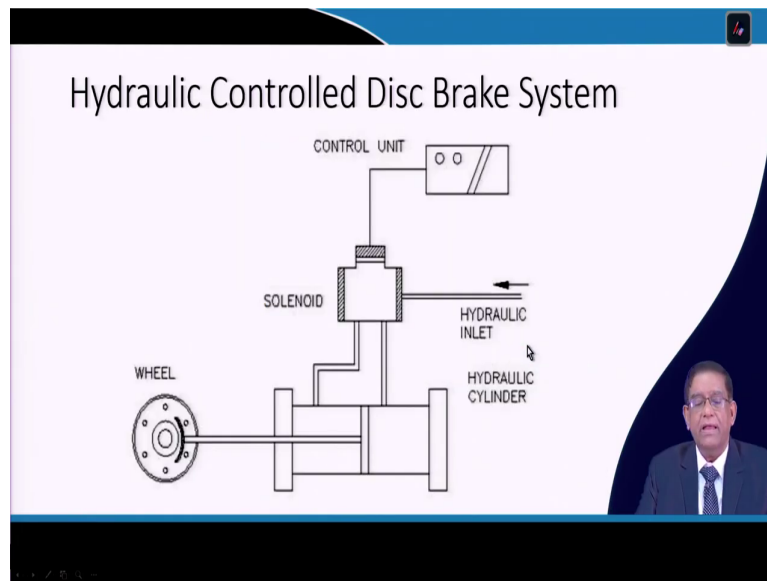 Hydraulic Controlled Disc Brake System
CONTROL UNIT
SOLENOID
HYDRAULIC
INLET
WHEEL
HYDRAULIC
CYLINDER